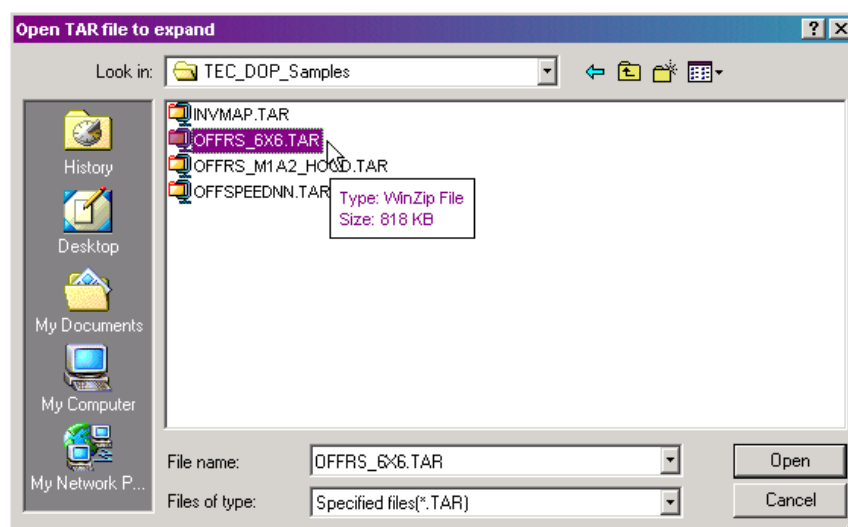 Open TAR file to expand
Look in: TEC_DOP_Samples
History
Desktop
My Documents
My Computer
My Network P...
INVMAP.TAR
OFFRS_6X6.TAR
OFFRS_M1A2_HOOD.TAR
OFFSPEEDNN.TAR
Type: WinZip File
Size: 818 KB
File name: OFFRS_6X6.TAR
Open
Files of type: Specified files(*.TAR)
Cancel